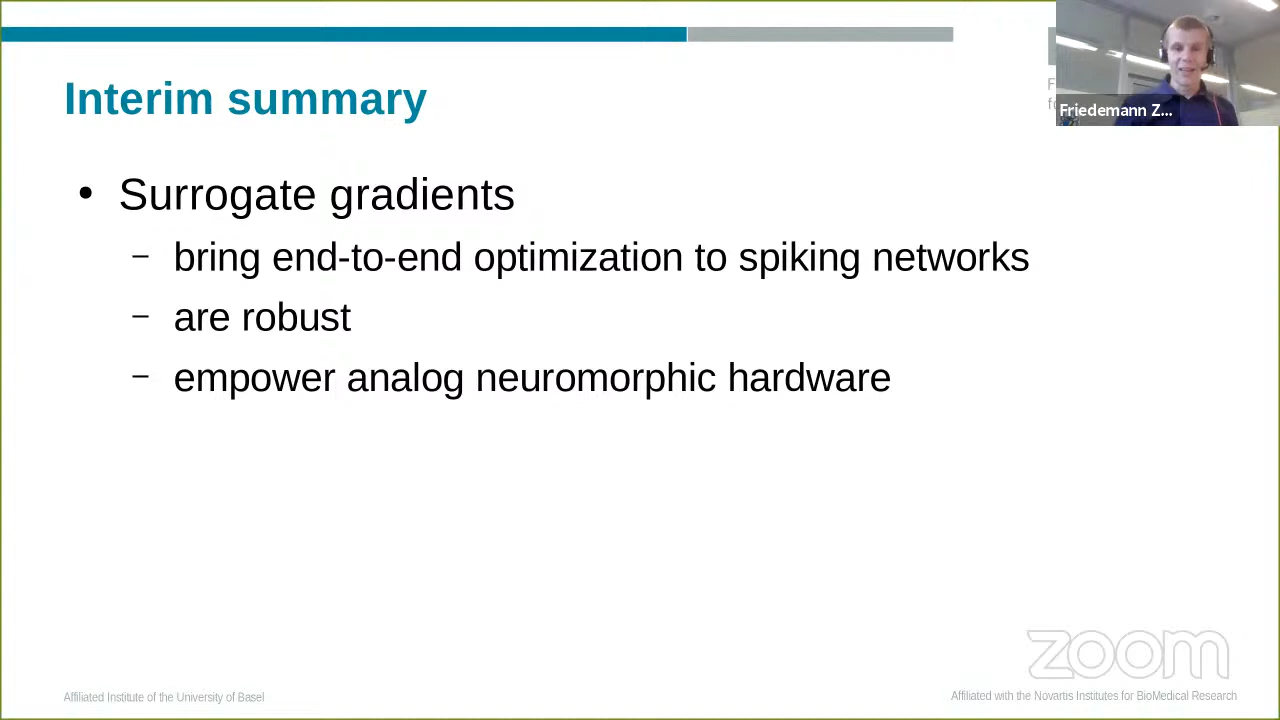 Interim summary
F
f
Friedemann Z...
• Surrogate gradients
– bring end-to-end optimization to spiking networks
– are robust
– empower analog neuromorphic hardware
zoom
Affiliated Institute of the University of Basel
Affiliated with the Novartis Institutes for BioMedical Research